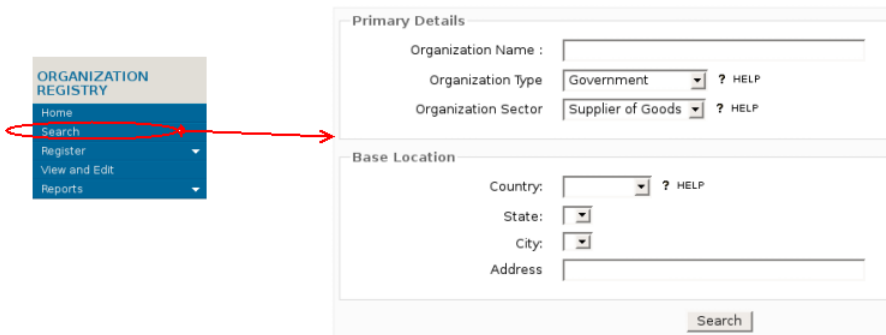 ORGANIZATION
REGISTRY
Home
Search
Register
View and Edit
Reports
Primary Details
Organization Name :
Organization Type Government ? HELP
Organization Sector Supplier of Goods ? HELP
Base Location
Country: ? HELP
State:
City:
Address
Search